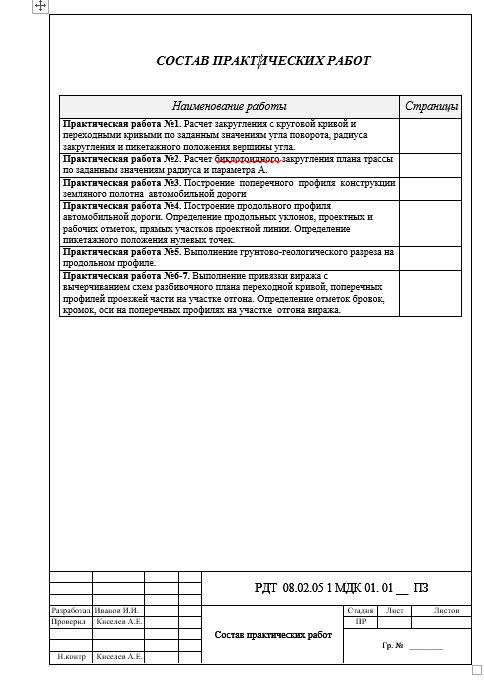 СОСТАВ ПРАКТИЧЕСКИХ РАБОТ
Наименование работы Страницы
Практическая работа №1. Расчет закругления с круговой кривой и
переходными кривыми по заданным значениям угла поворота, радиуса
закругления и пикетажного положения вершины угла.
Практическая работа №2. Расчет биклотоидного закругления плана трассы
по заданным значениям радиуса и параметра А.
Практическая работа №3. Построение поперечного профиля конструкции
земляного полотна автомобильной дороги
Практическая работа №4. Построение продольного профиля
автомобильной дороги. Определение продольных уклонов, проектных и
рабочих отметок, прямых участков проектной линии. Определение
пикетажного положения нулевых точек.
Практическая работа №5. Выполнение грунтово-геологического разреза на
продольном профиле.
Практическая работа №6-7. Выполнение привязки виража с
вычерчиванием схем разбивочного плана переходной кривой, поперечных
профилей проезжей части на участке отгона. Определение отметок бровок,
кромок, оси на поперечных профилях на участке отгона виража.
РДТ 08.02.05 1 МДК 01. 01 __ ПЗ
Разработал Иванов И.И.
Проверил Киселев А.Е.
Н.контр Киселев А.Е.
Состав практических работ
Стадия Лист Листов
ПР
Гр. № ________